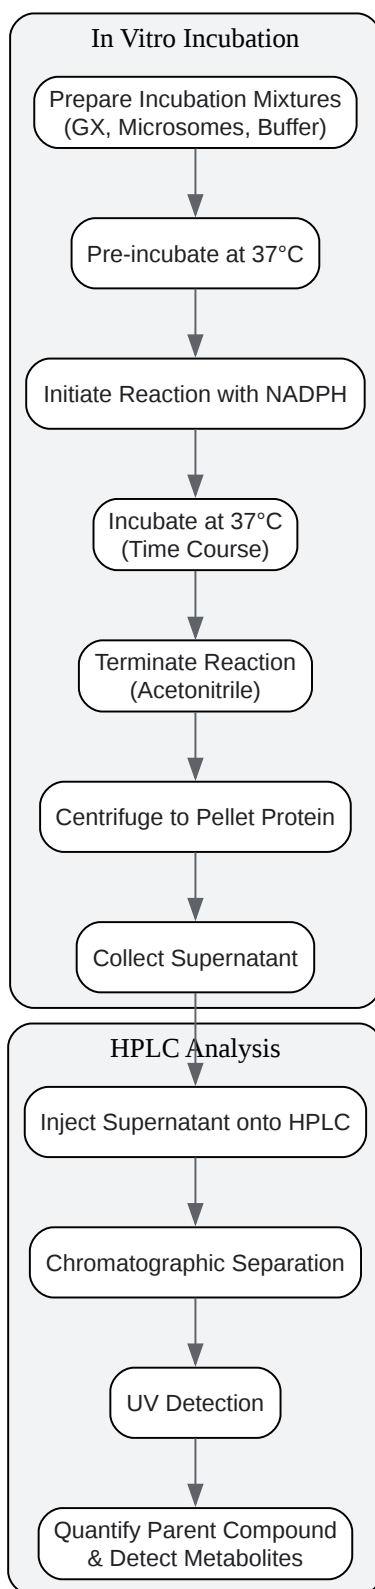 In Vitro Incubation
Prepare Incubation Mixtures
(GX, Microsomes, Buffer)
Pre-incubate at 37°C
Initiate Reaction with NADPH
Incubate at 37°C
(Time Course)
Terminate Reaction
(Acetonitrile)
Centrifuge to Pellet Protein
Collect Supernatant
HPLC Analysis
Inject Supernatant onto HPLC
Chromatographic Separation
UV Detection
Quantify Parent Compound
& Detect Metabolites